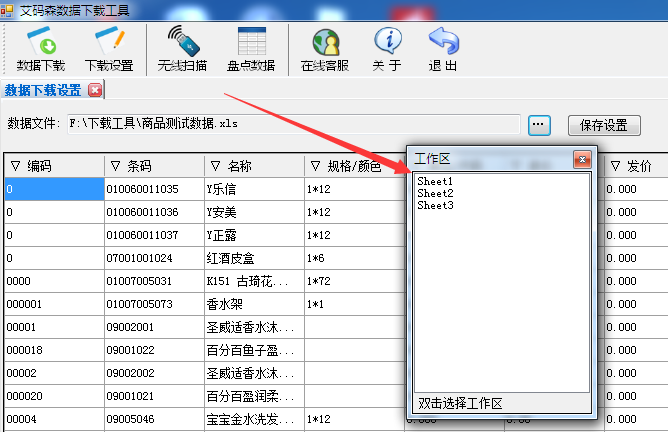 艾码森数据下载工具
数据下载 下载设置 无线扫描 盘点数据 在线客服 关于 退出
数据下载设置
数据文件: F:\下载工具\商品测试数据.xls ... 保存设置
工作区
▽ 编码 ▽ 条码 ▽ 名称 ▽ 规格/颜色 ▽ 发价
Sheet1
Sheet2
Sheet3
0 010060011035 Y乐信 1*12 0.000
0 010060011036 Y安美 1*12 0.000
0 010060011037 Y正露 1*12 0.000
0 07001001024 红酒皮盒 1*6 0.000
0000 01007005031 K151 古琦花... 1*72 0.000
000001 01007005073 香水架 1*1 0.000
00001 09002001 圣威适香水沐... 0.000
000018 09001022 百分百鱼子盈... 0.000
00002 09002002 圣威适香水沐... 0.000
000020 09001021 百分百盈润柔... 0.000
双击选择工作区
00004 09005046 宝宝金水洗发... 1*12 0.000